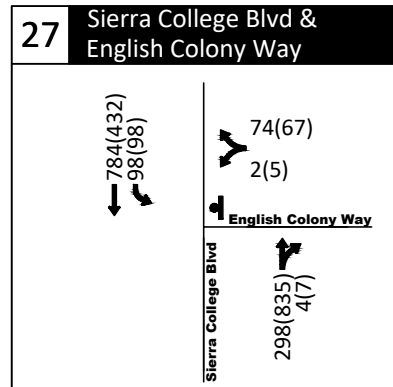 27
Sierra College Blvd &
English Colony Way
784(432)
98(98)
74(67)
2(5)
English Colony Way
Sierra College Blvd
298(835)
4(7)